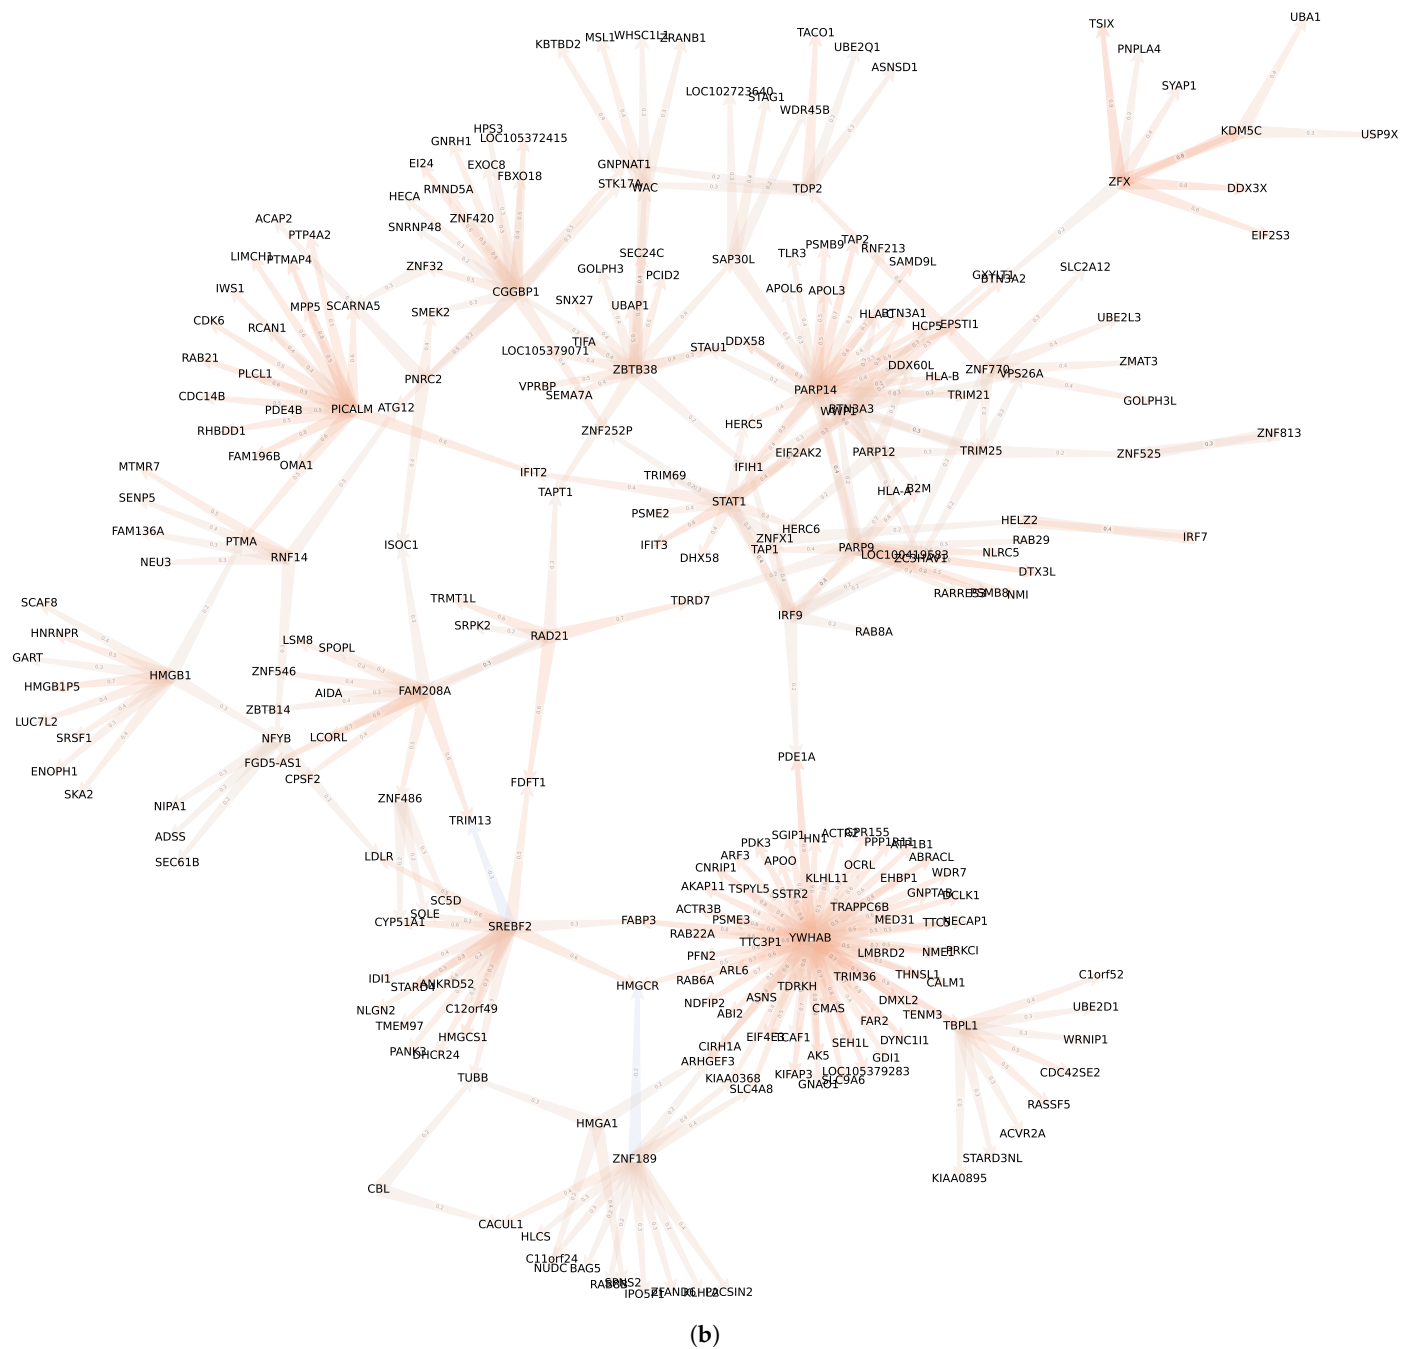 TSIX
UBA1
PNPLA4
SYAP1
KDM5C
USP9X
ZFX
DDX3X
EIF2S3
KBTBD2
MSL1
WHSC1L1
ZRANB1
TACO1
UBE2Q1
ASNSD1
LOC102723640
STAG1
WDR45B
HPS3
GNRH1
LOC105372415
EI24
EXOC8
FBXO18
RMND5A
HECA
GNPNAT1
STK17A
WAC
TDP2
ACAP2
SNRNP48
ZNF420
PTP4A2
LIMCH1
PTMAP4
ZNF32
SEC24C
GOLPH3
PCID2
SAP30L
TLR3
PSMB9
TAP2
RNF213
SAMD9L
GXYLT1
BTN3A2
SLC2A12
IWS1
MPP5
SCARNA5
CGGBP1
SMEK2
SNX27
UBAP1
APOL6
APOL3
CDK6
RCAN1
HLA-C
BTN3A1
HCP5
EPSTI1
UBE2L3
RAB21
PLCL1
LOC105379071
TIFA
STAU1
DDX58
DDX60L
ZMAT3
CDC14B
PNRC2
VPRBP
ZBTB38
SEMA7A
PARP14
HLA-B
ZNF770
VPS26A
TRIM21
GOLPH3L
PDE4B
PICALM
ATG12
WWP1
BTN3A3
RHBDD1
ZNF252P
HERC5
ZNF813
FAM196B
OMA1
EIF2AK2
PARP12
TRIM25
ZNF525
MTMR7
IFIT2
TRIM69
IFIH1
SENP5
TAPT1
STAT1
HLA-A
B2M
FAM136A
PTMA
PSME2
HERC6
HELZ2
NEU3
RNF14
ISOC1
IFIT3
DHX58
ZNFX1
TAP1
PARP9
LOC100419583
ZC3HAV1
RAB29
NLRC5
IRF7
DTX3L
SCAF8
TRMT1L
TDRD7
RARRES3
PSMB8
NMI
HNRNPR
SRPK2
RAD21
IRF9
RAB8A
LSM8
SPOPL
GART
HMGB1
ZNF546
HMGB1P5
AIDA
FAM208A
ZBTB14
LUC7L2
SRSF1
NFYB
LCORL
ENOPH1
FGD5-AS1
CPSF2
FDFT1
PDE1A
SKA2
NIPA1
ZNF486
ADSS
TRIM13
SEC61B
LDLR
PDK3
SGIP1
HN1
ACTR2
GPR155
PPP1R11
ATP1B1
ARF3
APOO
OCRL
ABRACL
CNRIP1
KLHL11
EHBP1
WDR7
AKAP11
TSPYL5
SSTR2
GNPTAB
DCLK1
SC5D
SQLE
CYP51A1
ACTR3B
TRAPPC6B
SREBF2
FABP3
PSME3
MED31
TTC5
NECAP1
RAB22A
TTC3P1
YWHAB
PFN2
LMBRD2
NME1
PRKCI
IDI1
STARD4
ANKRD52
HMGCR
RAB6A
ARL6
TRIM36
THNSL1
CALM1
C1orf52
NLGN2
C12orf49
NDFIP2
ASNS
TDRKH
DMXL2
UBE2D1
TMEM97
HMGCS1
ABI2
CMAS
FAR2
TENM3
TBPL1
WRNIP1
PANK3
DHCR24
CIRH1A
EIF4E3
TCAF1
SEH1L
DYNC1I1
ARHGEF3
AK5
GDI1
CDC42SE2
TUBB
KIAA0368
KIFAP3
LOC105379283
SLC4A8
GNAO1
SLC9A6
RASSF5
HMGA1
ACVR2A
ZNF189
STARD3NL
KIAA0895
CBL
CACUL1
HLCS
C11orf24
NUDC
BAG5
SPNS2
PACSIN2
(b)